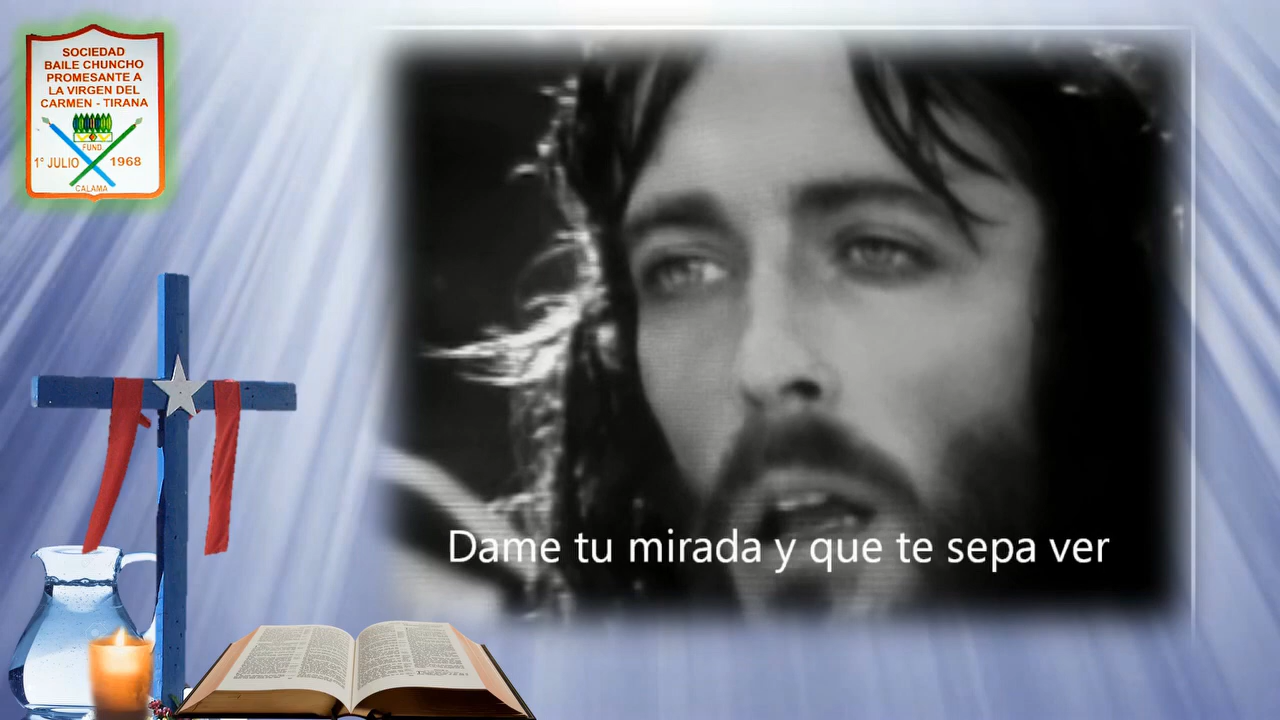 SOCIEDAD
BAILE CHUNCHO
PROMESANTE A
LA VIRGEN DEL
CARMEN - TIRANA
FUND
1º JULIO 1968
CALAMA
Dame tu mirada y que te sepa ver